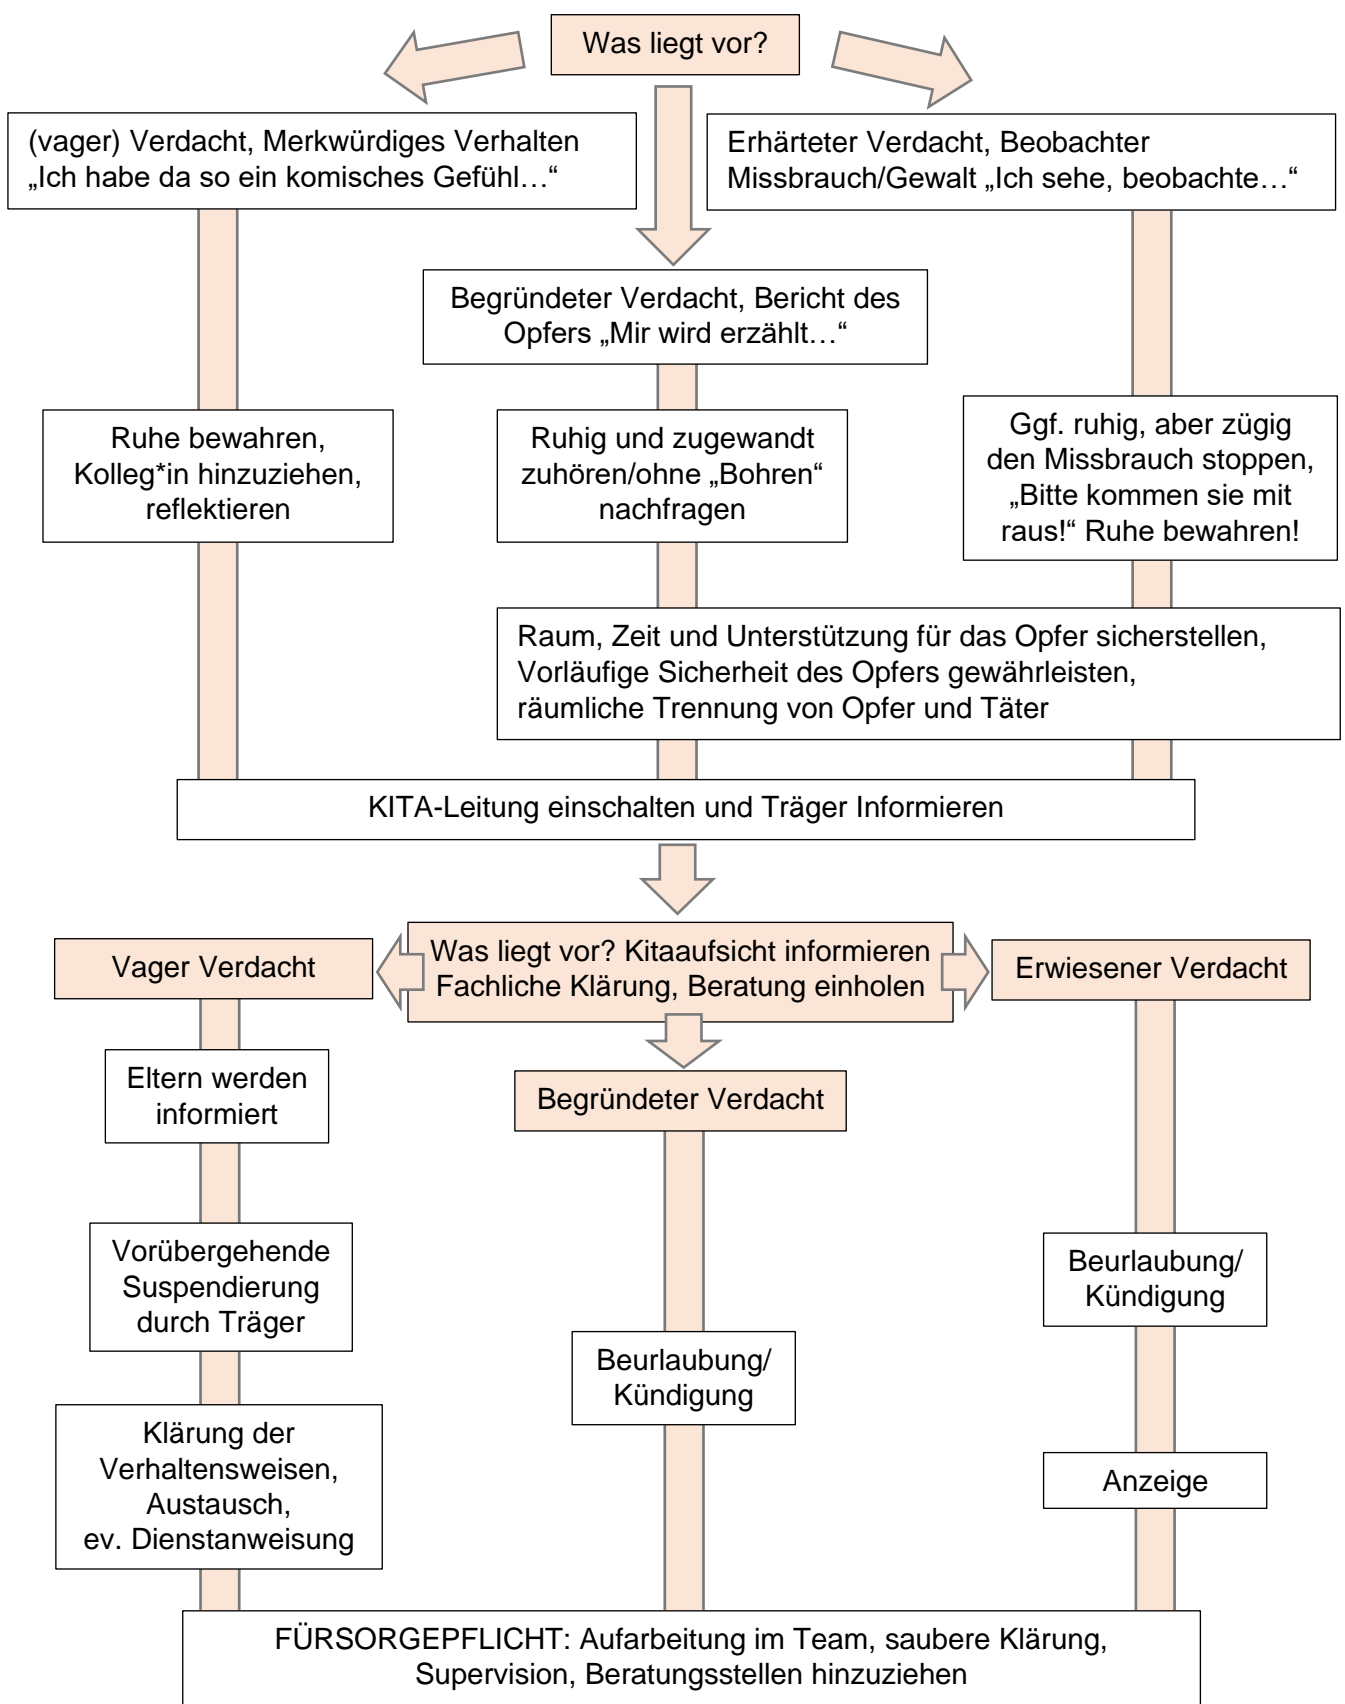 Was liegt vor?
(vager) Verdacht, Merkwürdiges Verhalten
„Ich habe da so ein komisches Gefühl…“
Erhärteter Verdacht, Beobachter
Missbrauch/Gewalt „Ich sehe, beobachte…“
Begründeter Verdacht, Bericht des
Opfers „Mir wird erzählt…“
Ruhe bewahren,
Kolleg*in hinzuziehen,
reflektieren
Ruhig und zugewandt
zuhören/ohne „Bohren“
nachfragen
Ggf. ruhig, aber zügig
den Missbrauch stoppen,
„Bitte kommen sie mit
raus!“ Ruhe bewahren!
Raum, Zeit und Unterstützung für das Opfer sicherstellen,
Vorläufige Sicherheit des Opfers gewährleisten,
räumliche Trennung von Opfer und Täter
KITA-Leitung einschalten und Träger Informieren
Was liegt vor? Kitaaufsicht informieren
Fachliche Klärung, Beratung einholen
Vager Verdacht
Erwiesener Verdacht
Begründeter Verdacht
Eltern werden
informiert
Vorübergehende
Suspendierung
durch Träger
Klärung der
Verhaltensweisen,
Austausch,
ev. Dienstanweisung
Beurlaubung/
Kündigung
Beurlaubung/
Kündigung
Anzeige
FÜRSORGEPFLICHT: Aufarbeitung im Team, saubere Klärung,
Supervision, Beratungsstellen hinzuziehen